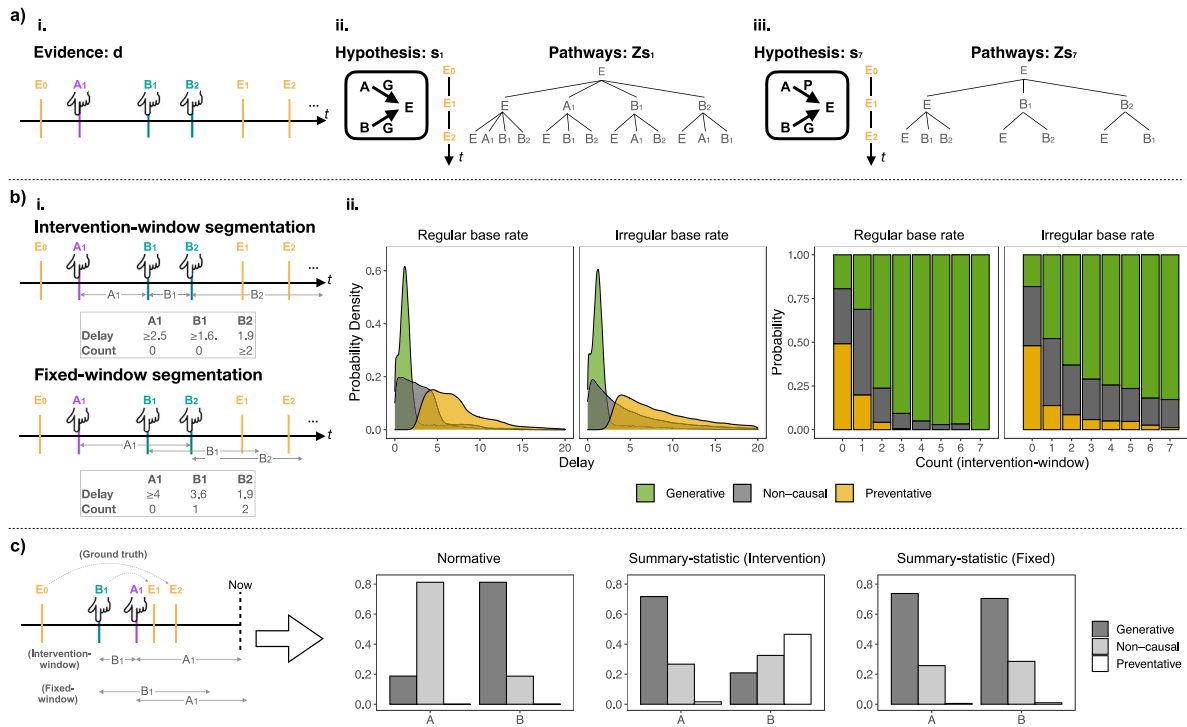 a)
i.
Evidence: d
E0 A1 B1 B2 E1 E2 ... t
ii.
Hypothesis: s1
A G
E
B G
E0
E1
E2
t
Pathways: Zs1
E
E A1 B1 B2
E A1 B1 B2 E B1 B2 E A1 B2 E A1 B1
iii.
Hypothesis: s7
A P
E
B G
E0
E1
E2
t
Pathways: Zs7
E
E B1 B2
E B1 B2 E B2 E B1
b)
i.
Intervention-window segmentation
E0 A1 B1 B2 E1 E2 ... t
A1 B1 B2
A1 B1 B2
Delay ≥2.5 ≥1.6. 1.9
Count 0 0 ≥2
Fixed-window segmentation
E0 A1 B1 B2 E1 E2 ... t
A1
B1
B2
A1 B1 B2
Delay ≥4 3.6 1.9
Count 0 1 2
ii.
Regular base rate Irregular base rate
Probability Density
0.6
0.4
0.2
0.0
0 5 10 15 20 0 5 10 15 20
Delay
Regular base rate Irregular base rate
Probability
1.00
0.75
0.50
0.25
0.00
0 1 2 3 4 5 6 7 0 1 2 3 4 5 6 7
Count (intervention-window)
Generative Non-causal Preventative
c)
(Ground truth)
Now
E0 B1 A1 E1 E2
(Intervention-
window)
B1 A1
(Fixed-
window)
B1
A1
Normative
0.8
0.6
0.4
0.2
0.0
A B
Summary-statistic (Intervention)
0.8
0.6
0.4
0.2
0.0
A B
Summary-statistic (Fixed)
0.8
0.6
0.4
0.2
0.0
A B
Generative
Non-causal
Preventative